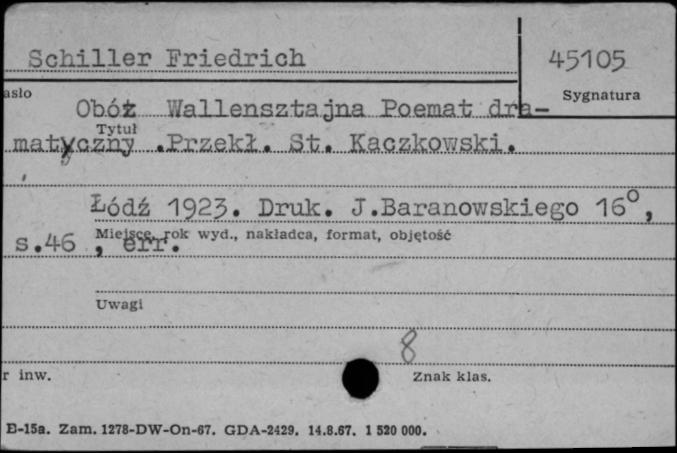 Schiller Friedrich
45105
asło
Sygnatura
Obóz Wallensztajna Poemat dra-
Tytuł
matyczny .Przekł. St. Kaczkowski.
Łódź 1923. Druk. J.Baranowskiego 16°,
Miejsce, rok wyd., nakładca, format, objętość
s.46 , err.
Uwagi
8
r inw.
Znak klas.
E-15a. Zam. 1278-DW-On-67. GDA-2429. 14.8.67. 1 520 000.